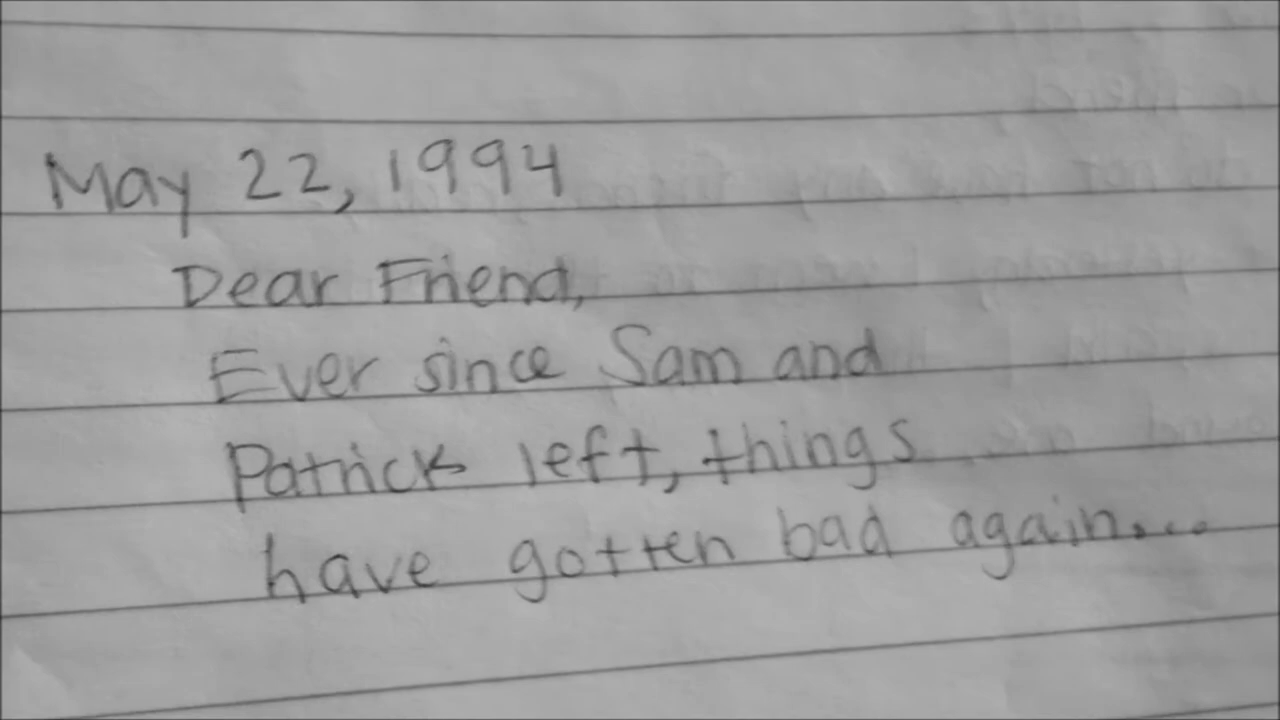 May 22, 1994
Dear Friend,
Ever since Sam and
Patrick left, things
have gotten bad again...